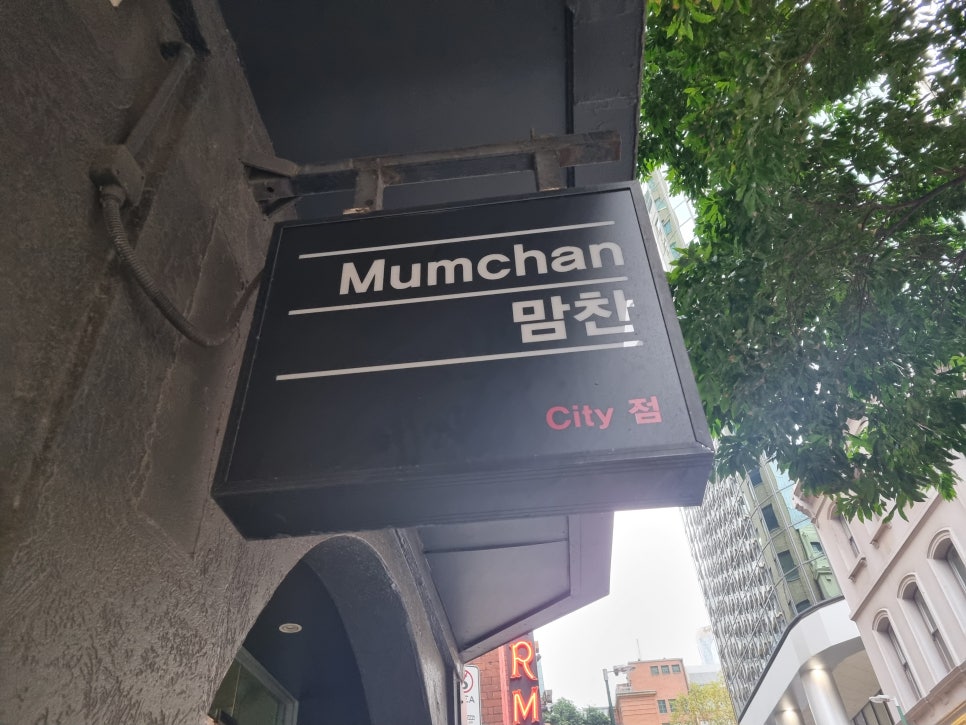 Mumchan
맘찬
City 점
R
M